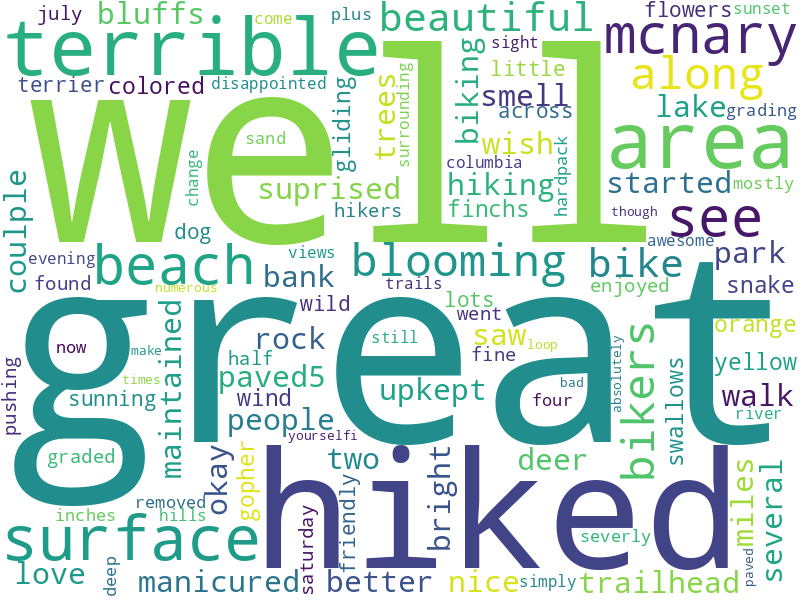 july bluffs beautiful come plus flowers sunset
terrible sight mcnary
terrier colored disappointed little along
well
biking smell
gliding trees surrounding across lake grading
sand wish area
change columbia
suprised hiking hardpack started mostly
coulple hikers finchs though see
dog awesome
evening beach views blooming bike park
found bank trails enjoyed snake
numerous wild lots
great
maintained rock still went saw orange
now make half fine loop
pushing times paved5 bad absolutely yellow
sunning wind upkept four bikers swallows walk
people yourselfi river
graded okay gopher two deer
hiked
friendly bright miles several
inches hills removed saturday severly
surface
love deep manicured better nice simply trailhead paved